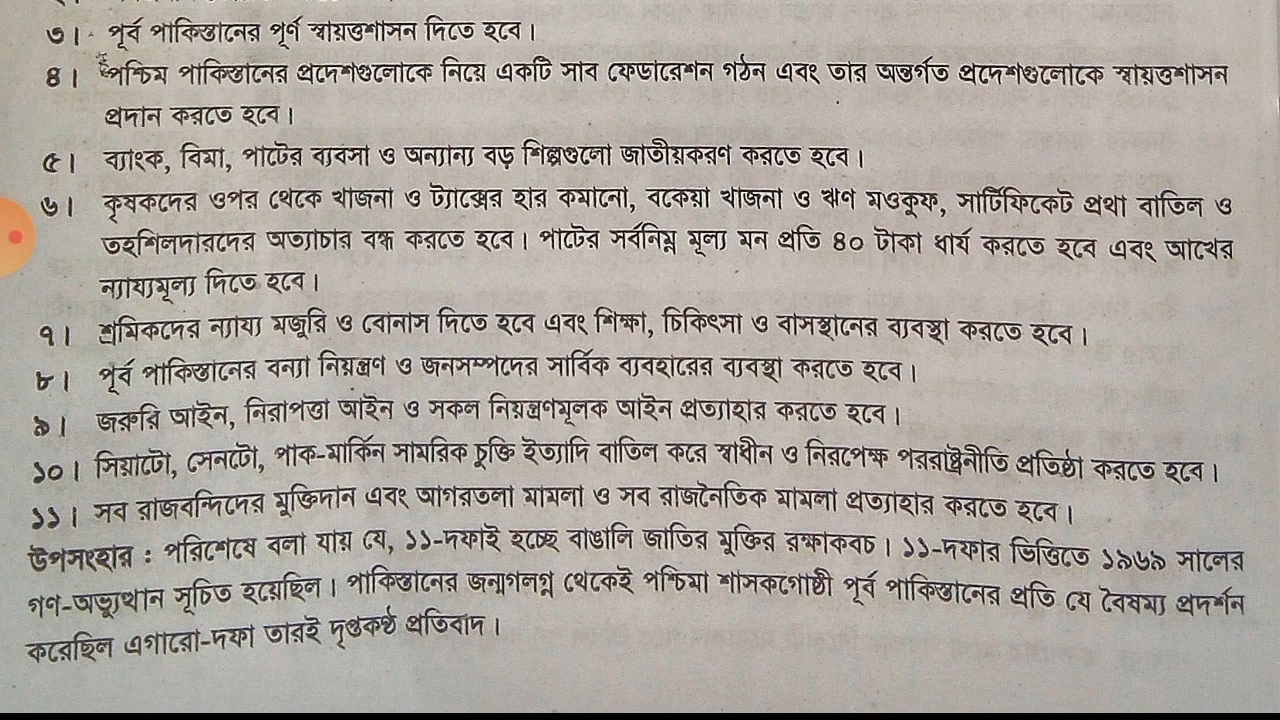 ৩। পূর্ব পাকিস্তানের পূর্ণ স্বায়ত্তশাসন দিতে হবে।
৪। পশ্চিম পাকিস্তানের প্রদেশগুলোকে নিয়ে একটি সাব ফেডারেশন গঠন এবং তার অন্তর্গত প্রদেশগুলোকে স্বায়ত্তশাসন
প্রদান করতে হবে।
৫। ব্যাংক, বিমা, পাটের ব্যবসা ও অন্যান্য বড় শিল্পগুলো জাতীয়করণ করতে হবে।
৬। কৃষকদের ওপর থেকে খাজনা ও ট্যাক্সের হার কমানো, বকেয়া খাজনা ও ঋণ মওকুফ, সার্টিফিকেট প্রথা বাতিল ও
তহশিলদারদের অত্যাচার বন্ধ করতে হবে। পাটের সর্বনিম্ন মূল্য মন প্রতি ৪০ টাকা ধার্য করতে হবে এবং আখের
ন্যায্যমূল্য দিতে হবে।
৭। শ্রমিকদের ন্যায্য মজুরি ও বোনাস দিতে হবে এবং শিক্ষা, চিকিৎসা ও বাসস্থানের ব্যবস্থা করতে হবে।
৮। পূর্ব পাকিস্তানের বন্যা নিয়ন্ত্রণ ও জনসম্পদের সার্বিক ব্যবহারের ব্যবস্থা করতে হবে।
৯। জরুরি আইন, নিরাপত্তা আইন ও সকল নিয়ন্ত্রণমূলক আইন প্রত্যাহার করতে হবে।
১০। সিয়াটো, সেনটো, পাক-মার্কিন সামরিক চুক্তি ইত্যাদি বাতিল করে স্বাধীন ও নিরপেক্ষ পররাষ্ট্রনীতি প্রতিষ্ঠা করতে হবে।
১১। সব রাজবন্দিদের মুক্তিদান এবং আগরতলা মামলা ও সব রাজনৈতিক মামলা প্রত্যাহার করতে হবে।
উপসংহার : পরিশেষে বলা যায় যে, ১১-দফাই হচ্ছে বাঙালি জাতির মুক্তির রক্ষাকবচ। ১১-দফার ভিত্তিতে ১৯৬৯ সালের
গণ-অভ্যুত্থান সূচিত হয়েছিল। পাকিস্তানের জন্মলগ্ন থেকেই পশ্চিমা শাসকগোষ্ঠী পূর্ব পাকিস্তানের প্রতি যে বৈষম্য প্রদর্শন
করেছিল এগারো-দফা তারই দৃপ্তকণ্ঠ প্রতিবাদ।